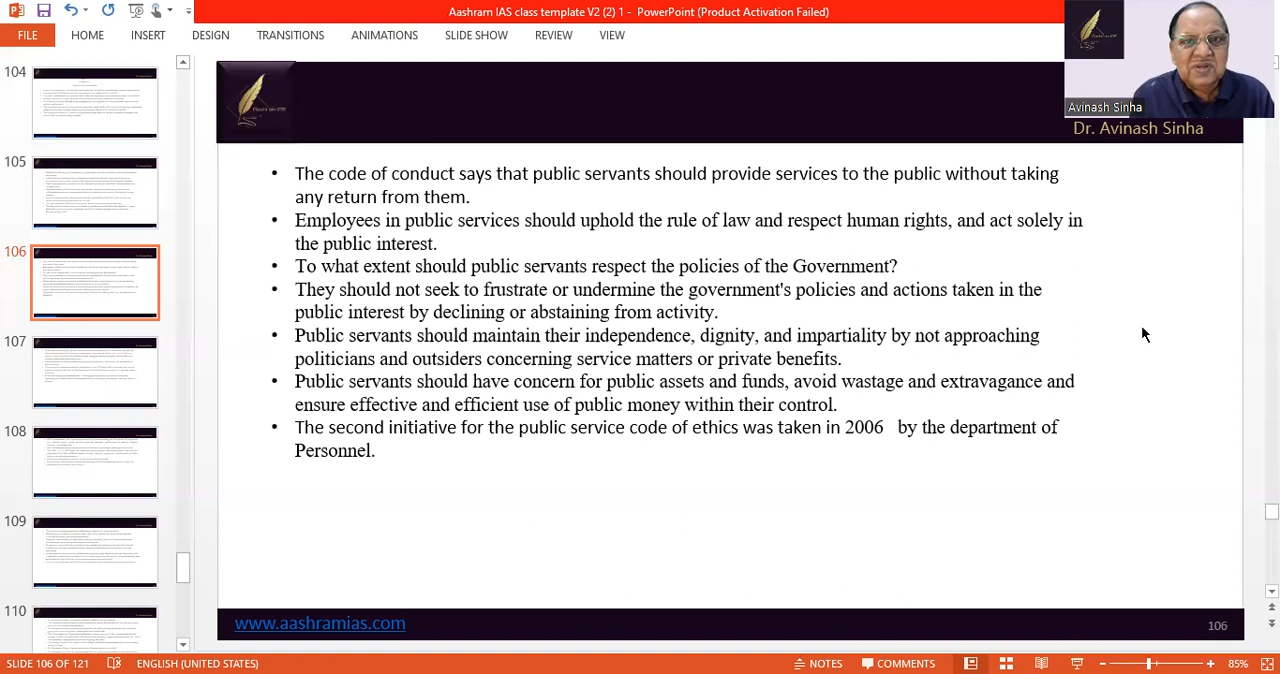 Aashram IAS class template V2 (2) 1 - PowerPoint (Product Activation Failed)
FILE HOME INSERT DESIGN TRANSITIONS ANIMATIONS SLIDE SHOW REVIEW VIEW
Avinash Sinha
Dr. Avinash Sinha
104
105
106
107
108
109
110
• The code of conduct says that public servants should provide services to the public without taking
any return from them.
• Employees in public services should uphold the rule of law and respect human rights, and act solely in
the public interest.
• To what extent should public servants respect the policies of the Government?
• They should not seek to frustrate or undermine the government's policies and actions taken in the
public interest by declining or abstaining from activity.
• Public servants should maintain their independence, dignity, and impartiality by not approaching
politicians and outsiders concerning service matters or private benefits.
• Public servants should have concern for public assets and funds, avoid wastage and extravagance and
ensure effective and efficient use of public money within their control.
• The second initiative for the public service code of ethics was taken in 2006 by the department of
Personnel.
www.aashramias.com
106
SLIDE 106 OF 121 ENGLISH (UNITED STATES) NOTES COMMENTS 85%